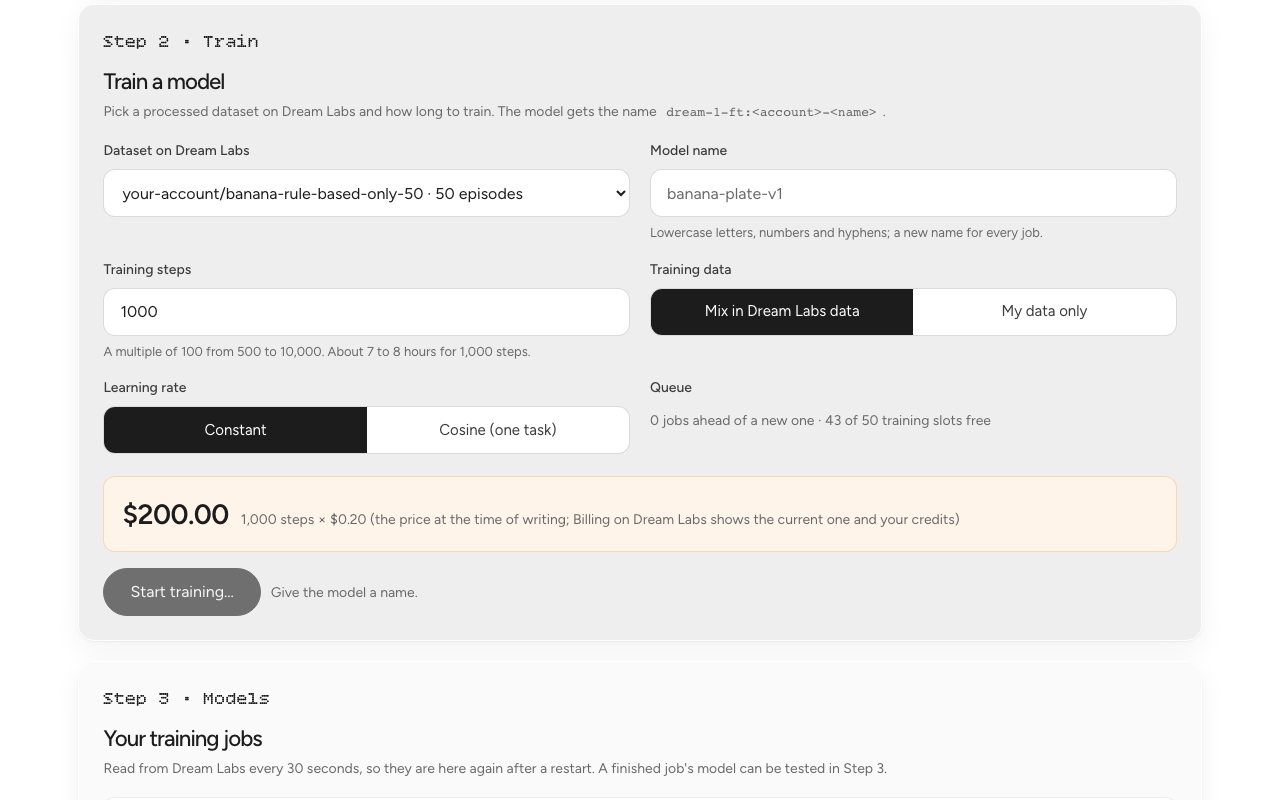 Step 2 • Train
Train a model
Pick a processed dataset on Dream Labs and how long to train. The model gets the name dream-1-ft:<account>-<name> .
Dataset on Dream Labs
your-account/banana-rule-based-only-50 · 50 episodes
Model name
banana-plate-v1
Lowercase letters, numbers and hyphens; a new name for every job.
Training steps
1000
A multiple of 100 from 500 to 10,000. About 7 to 8 hours for 1,000 steps.
Training data
Mix in Dream Labs data
My data only
Learning rate
Constant
Cosine (one task)
Queue
0 jobs ahead of a new one · 43 of 50 training slots free
$200.00 1,000 steps × $0.20 (the price at the time of writing; Billing on Dream Labs shows the current one and your credits)
Start training...
Give the model a name.
Step 3 • Models
Your training jobs
Read from Dream Labs every 30 seconds, so they are here again after a restart. A finished job's model can be tested in Step 3.